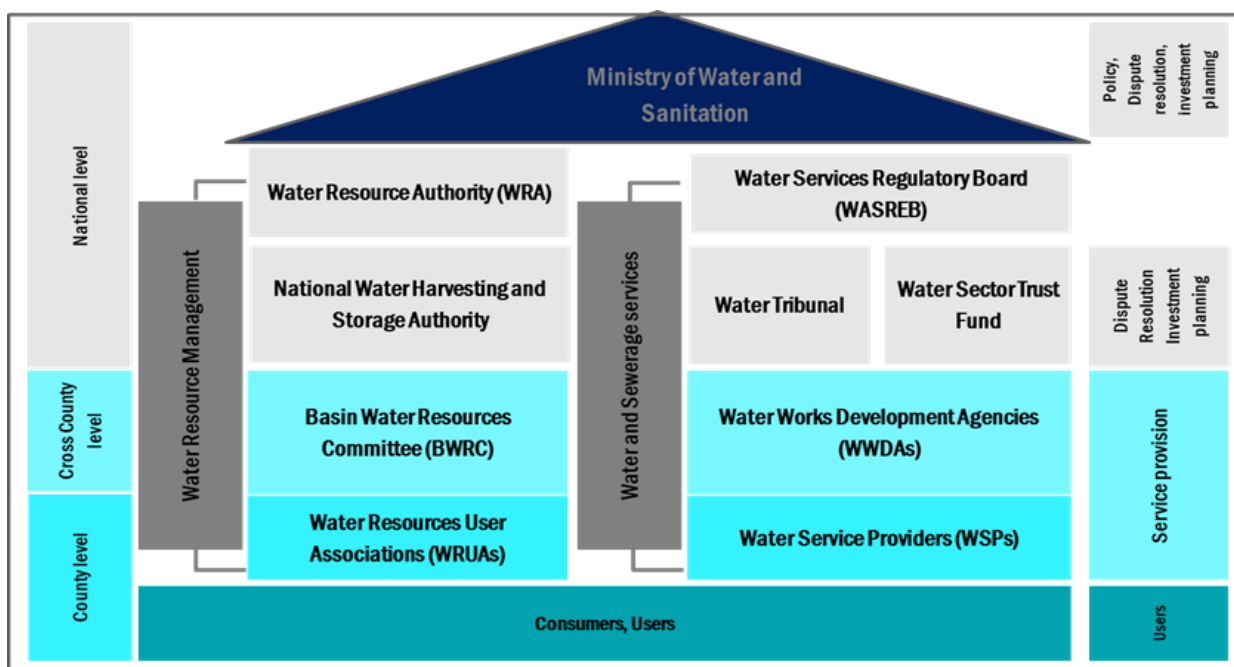 Ministry of Water and
Sanitation
Policy,
Dispute
resolution,
investment
planning
National level
Water Resource Management
Water Resource Authority (WRA)
Water and Sewerage services
Water Services Regulatory Board
(WASREB)
National Water Harvesting and
Storage Authority
Water Tribunal
Water Sector Trust
Fund
Dispute
Resolution
Investment
planning
Cross County
level
Basin Water Resources
Committee (BWRC)
Water Works Development Agencies
(WWDAs)
Service provision
County level
Water Resources User
Associations (WRUAs)
Water Service Providers (WSPs)
Consumers, Users
Users